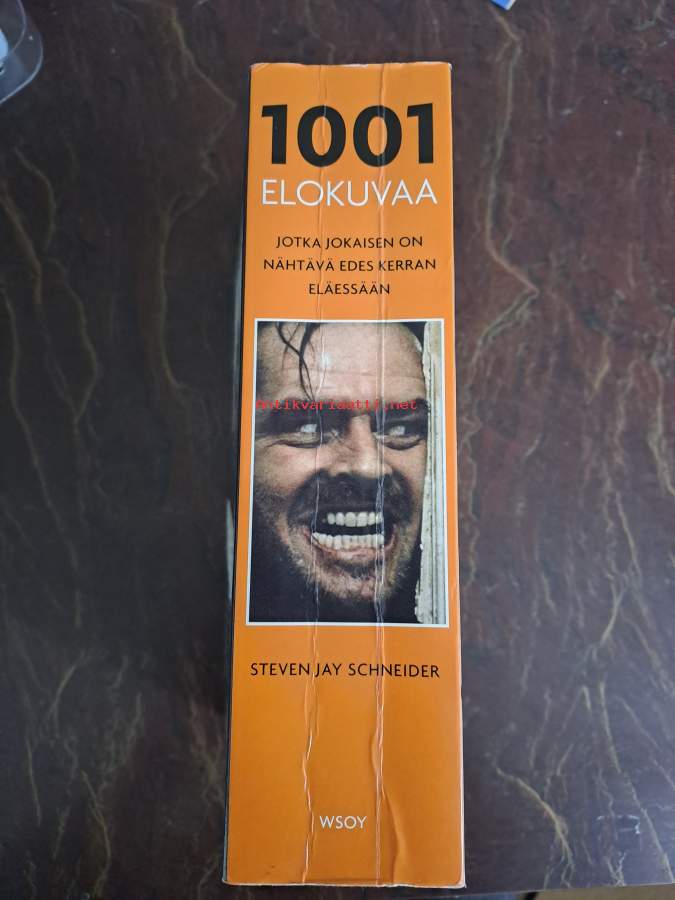 1001
ELOKUVAA
JOTKA JOKAISEN ON
NÄHTÄVÄ EDES KERRAN
ELÄESSÄÄN
Antikvariaatti.net
STEVEN JAY SCHNEIDER
WSOY